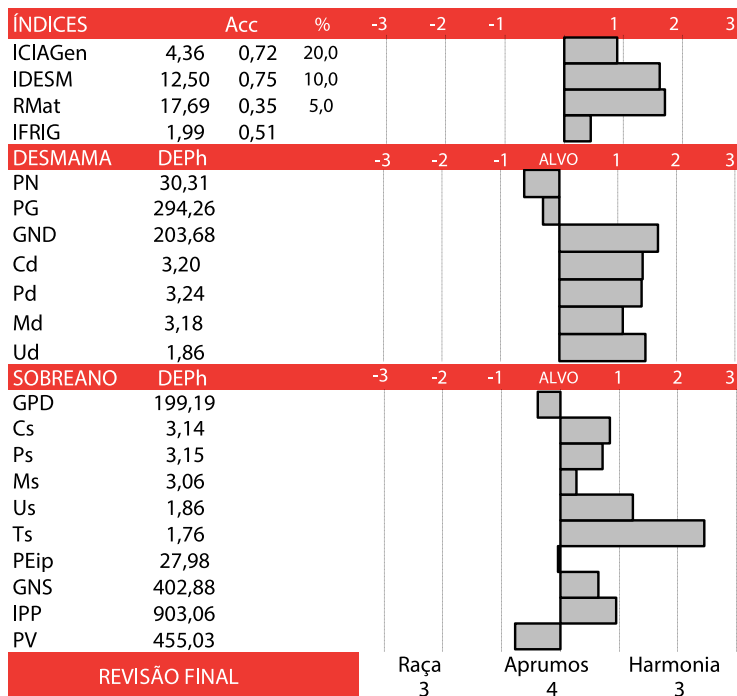 ÍNDICES Acc % -3 -2 -1 1 2 3
ICIAGen 4,36 0,72 20,0
IDESM 12,50 0,75 10,0
RMat 17,69 0,35 5,0
IFRIG 1,99 0,51
DESMAMA DEPh -3 -2 -1 ALVO 1 2 3
PN 30,31
PG 294,26
GND 203,68
Cd 3,20
Pd 3,24
Md 3,18
Ud 1,86
SOBREANO DEPh -3 -2 -1 ALVO 1 2 3
GPD 199,19
Cs 3,14
Ps 3,15
Ms 3,06
Us 1,86
Ts 1,76
PEip 27,98
GNS 402,88
IPP 903,06
PV 455,03
REVISÃO FINAL Raça Aprumos Harmonia
3 4 3